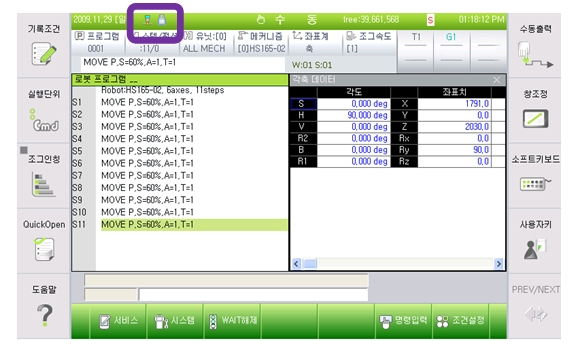 기록조건
실행단위
Cmd
조그인칭
QuickOpen
도움말
2009.11.29 [일
수 동
free:39,661,568
S
01:18:12 PM
프로그램
0001
:11/0
유닛:[0]
ALL MECH
메커니즘
[0]HS165-02
좌표계
축
조그속도
[1]
T1
G1
MOVE P,S=60%,A=1,T=1
W:01 S:01
로봇 프로그램 __
Robot:HS165-02, 6axes, 11steps
S1 MOVE P,S=60%,A=1,T=1
S2 MOVE P,S=60%,A=1,T=1
S3 MOVE P,S=60%,A=1,T=1
S4 MOVE P,S=60%,A=1,T=1
S5 MOVE P,S=60%,A=1,T=1
S6 MOVE P,S=60%,A=1,T=1
S7 MOVE P,S=60%,A=1,T=1
S8 MOVE P,S=60%,A=1,T=1
S9 MOVE P,S=60%,A=1,T=1
S10 MOVE P,S=60%,A=1,T=1
S11 MOVE P,S=60%,A=1,T=1
각축 데이터
각도 좌표치
S 0,000 deg X 1791,0
H 90,000 deg Y 0,0
V 0,000 deg Z 2030,0
R2 0,000 deg Rx 0,0
B 0,000 deg Ry 90,0
R1 0,000 deg Rz 0,0
서비스
시스템
WAIT해제
명령입력
조건설정
수동출력
창조정
소프트키보드
사용자키
PREV/NEXT